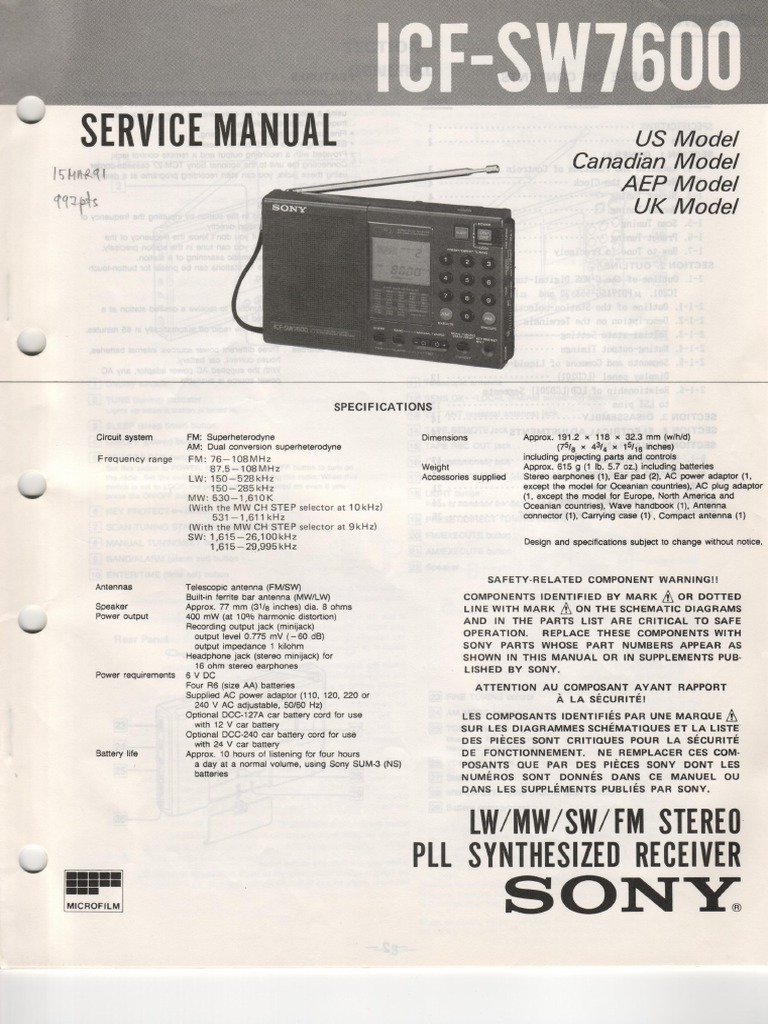 ICF-SW7600
SERVICE MANUAL
US Model
Canadian Model
AEP Model
UK Model
15MAR91
992pts
SONY
ICF-SW7600
SPECIFICATIONS
Circuit system FM: Superheterodyne
AM: Dual conversion superheterodyne
Frequency range FM: 76–108MHz
87.5–108MHz
LW: 150–528kHz
150–285kHz
MW: 530–1,610K
(With the MW CH STEP selector at 10kHz)
531–1,611kHz
(With the MW CH STEP selector at 9kHz)
SW: 1,615–26,100kHz
1,615–29,995kHz
Antennas Telescopic antenna (FM/SW)
Built-in ferrite bar antenna (MW/LW)
Speaker Approx. 77 mm (3 1/8 inches) dia. 8 ohms
Power output 400 mW (at 10% harmonic distortion)
Recording output jack (minijack)
output level 0.775 mV (–60 dB)
output impedance 1 kilohm
Headphone jack (stereo minijack) for
16 ohm stereo earphones
Power requirements 6 V DC
Four R6 (size AA) batteries
Supplied AC power adaptor (110, 120, 220 or
240 V AC adjustable, 50/60 Hz)
Optional DCC-127A car battery cord for use
with 12 V car battery
Optional DCC-240 car battery cord for use
with 24 V car battery
Battery life Approx. 10 hours of listening for four hours
a day at a normal volume, using Sony SUM-3 (NS)
batteries
Dimensions Approx. 191.2 × 118 × 32.3 mm (w/h/d)
(7 5/8 × 4 3/4 × 1 5/16 inches)
including projecting parts and controls
Weight Approx. 615 g (1 lb. 5.7 oz.) including batteries
Accessories supplied Stereo earphones (1), Ear pad (2), AC power adaptor (1,
except the model for Oceanian countries), AC plug adaptor
(1, except the model for Europe, North America and
Oceanian countries), Wave handbook (1), Antenna
connector (1), Carrying case (1), Compact antenna (1)
Design and specifications subject to change without notice.
SAFETY-RELATED COMPONENT WARNING!!
COMPONENTS IDENTIFIED BY MARK ⚠ OR DOTTED
LINE WITH MARK ⚠ ON THE SCHEMATIC DIAGRAMS
AND IN THE PARTS LIST ARE CRITICAL TO SAFE
OPERATION. REPLACE THESE COMPONENTS WITH
SONY PARTS WHOSE PART NUMBERS APPEAR AS
SHOWN IN THIS MANUAL OR IN SUPPLEMENTS PUB-
LISHED BY SONY.
ATTENTION AU COMPOSANT AYANT RAPPORT
À LA SÉCURITÉ!
LES COMPOSANTS IDENTIFIÉS PAR UNE MARQUE ⚠
SUR LES DIAGRAMMES SCHÉMATIQUES ET LA LISTE
DES PIÈCES SONT CRITIQUES POUR LA SÉCURITÉ
DE FONCTIONNEMENT. NE REMPLACER CES COM-
POSANTS QUE PAR DES PIÈCES SONY DONT LES
NUMÉROS SONT DONNÉS DANS CE MANUEL OU
DANS LES SUPPLÉMENTS PUBLIÉS PAR SONY.
LW/MW/SW/FM STEREO
PLL SYNTHESIZED RECEIVER
SONY®
MICROFILM